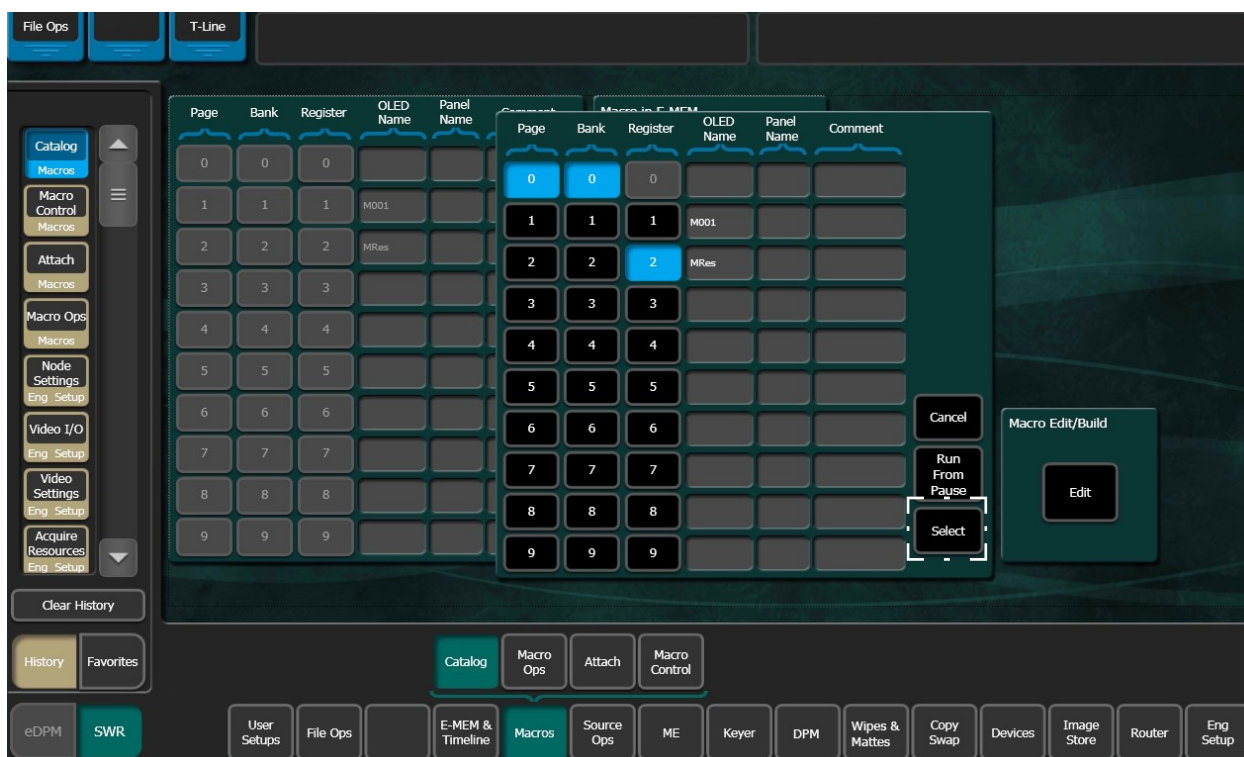 File Ops
T-Line
Page Bank Register OLED Name Panel Name Comment
Macro in E-MEM
0 0 0
1 1 1 M001
2 2 2 MRes
3 3 3
4 4 4
5 5 5
6 6 6
7 7 7
8 8 8
9 9 9
Page Bank Register OLED Name Panel Name Comment
0 0 0
1 1 1 M001
2 2 2 MRes
3 3 3
4 4 4
5 5 5
6 6 6
7 7 7
8 8 8
9 9 9
Cancel
Run
From
Pause
Select
Macro Edit/Build
Edit
Catalog
Macros
Macro
Control
Macros
Attach
Macros
Macro Ops
Macros
Node
Settings
Eng Setup
Video I/O
Eng Setup
Video
Settings
Eng Setup
Acquire
Resources
Eng Setup
Clear History
History Favorites
Catalog
Macro
Ops
Attach
Macro
Control
eDPM SWR
User
Setups
File Ops
E-MEM &
Timeline
Macros
Source
Ops
ME
Keyer
DPM
Wipes &
Mattes
Copy
Swap
Devices
Image
Store
Router
Eng
Setup